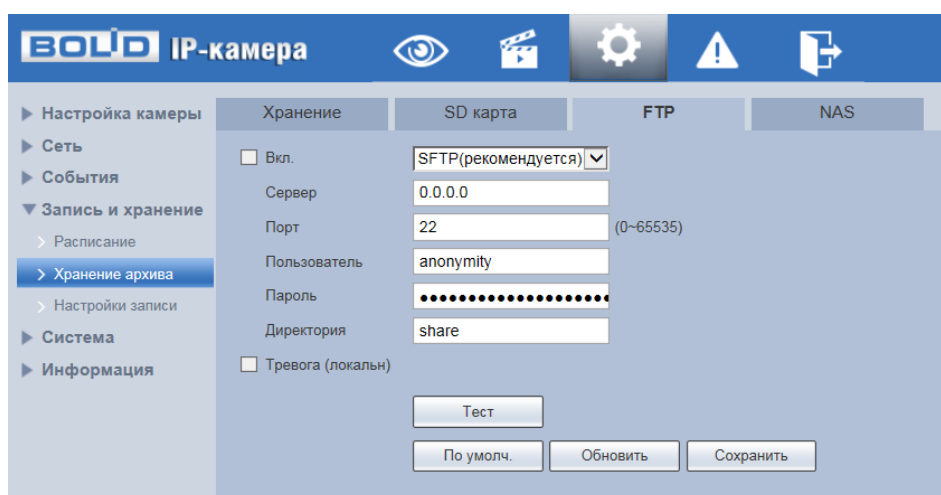 BOLID IP-камера
Настройка камеры
Сеть
События
Запись и хранение
Расписание
Хранение архива
Настройки записи
Система
Информация
Хранение SD карта FTP NAS
Вкл. SFTP(рекомендуется)
Сервер 0.0.0.0
Порт 22 (0~65535)
Пользователь anonymity
Пароль ●●●●●●●●●●●●●●●●●●●●
Директория share
Тревога (локальн)
Тест
По умолч. Обновить Сохранить